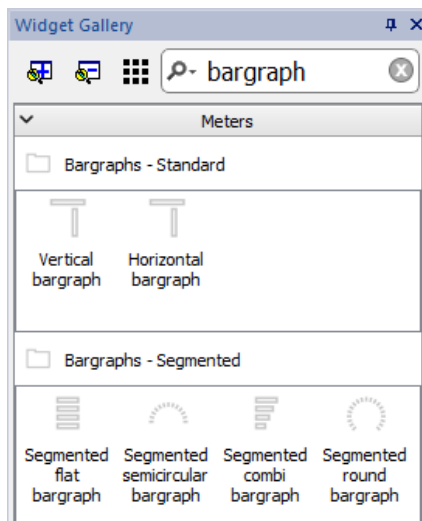 Widget Gallery
bargraph
Meters
Bargraphs - Standard
Vertical bargraph
Horizontal bargraph
Bargraphs - Segmented
Segmented flat bargraph
Segmented semicircular bargraph
Segmented combi bargraph
Segmented round bargraph